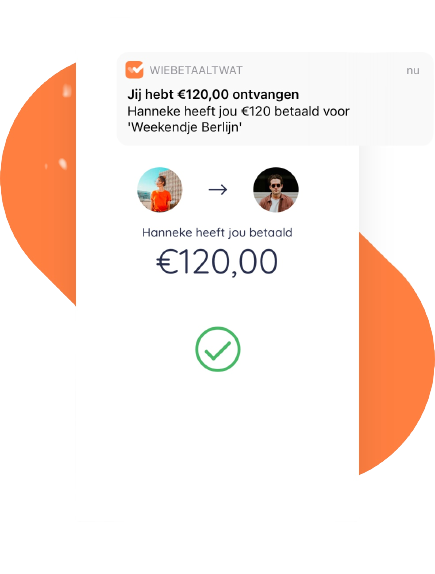 WIEBETAALTWAT nu
Jij hebt €120,00 ontvangen
Hanneke heeft jou €120 betaald voor
'Weekendje Berlijn'
Hanneke heeft jou betaald
€120,00